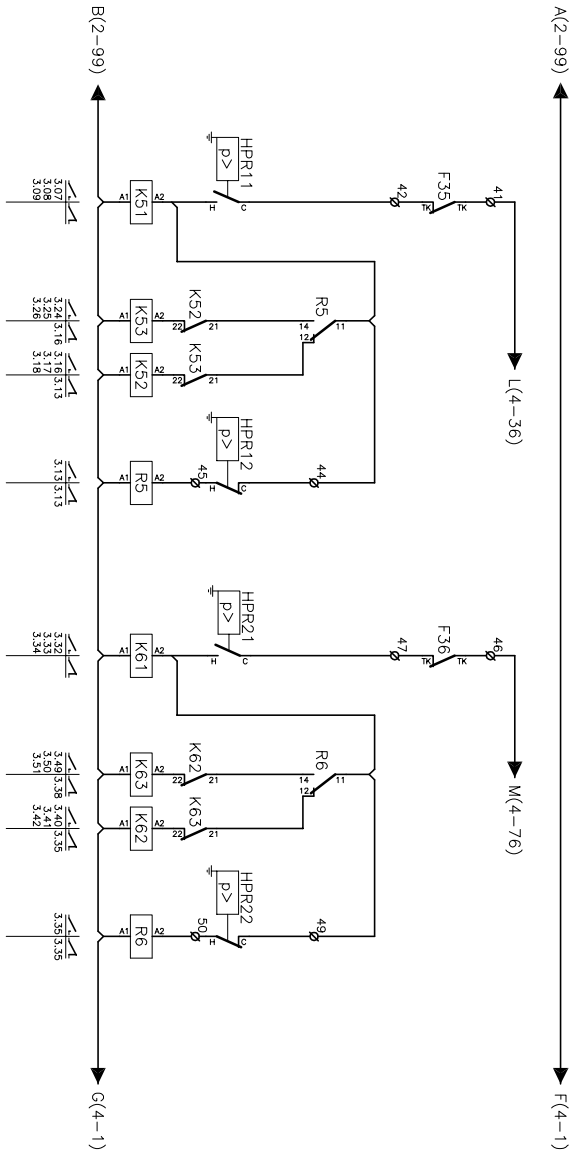 A(2-99)
F(4-1)
L(4-36)
M(4-76)
41
46
F35
TK
TK
F36
TK
TK
42
47
R5
11
14
12
44
R6
11
14
12
49
HPR11
p>
C
H
K52
21
22
K53
21
22
HPR12
p>
C
H
45
HPR21
p>
C
H
K62
21
22
K63
21
22
HPR22
p>
C
H
50
K51
A2
A1
K53
A2
A1
K52
A2
A1
R5
A2
A1
K61
A2
A1
K63
A2
A1
K62
A2
A1
R6
A2
A1
B(2-99)
G(4-1)
3.07
3.08
3.09
3.24 3.16
3.25
3.26
3.16 3.13
3.17
3.18
3.13 3.13
3.32
3.33
3.34
3.49 3.38
3.50
3.51
3.40 3.35
3.41
3.42
3.35 3.35